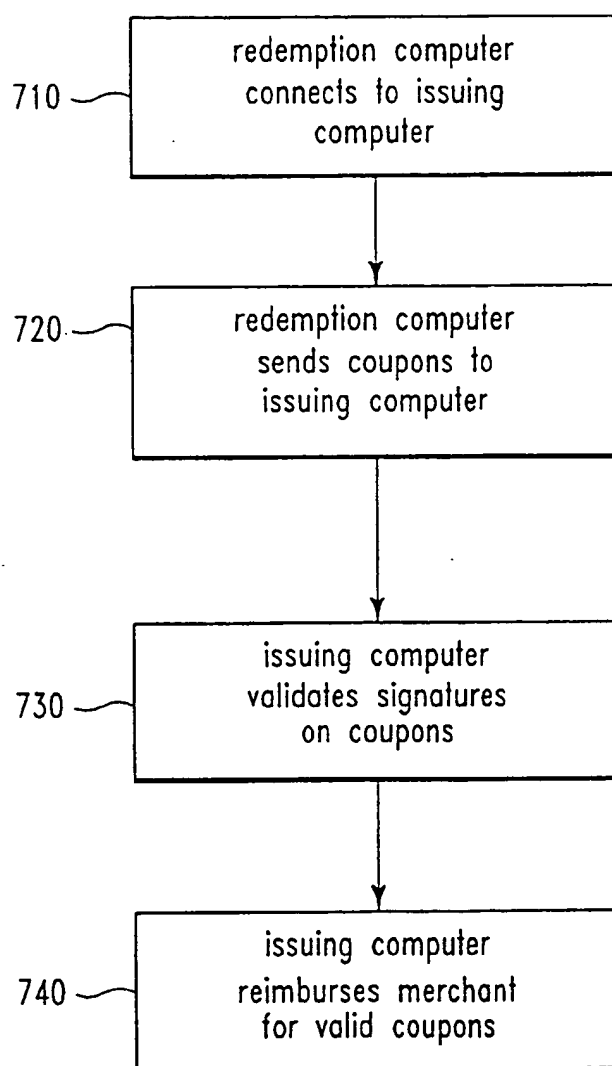 redemption computer
710 connects to issuing
computer
redemption computer
720 sends coupons to
issuing computer
issuing computer
730 validates signatures
on coupons
issuing computer
740 reimburses merchant
for valid coupons